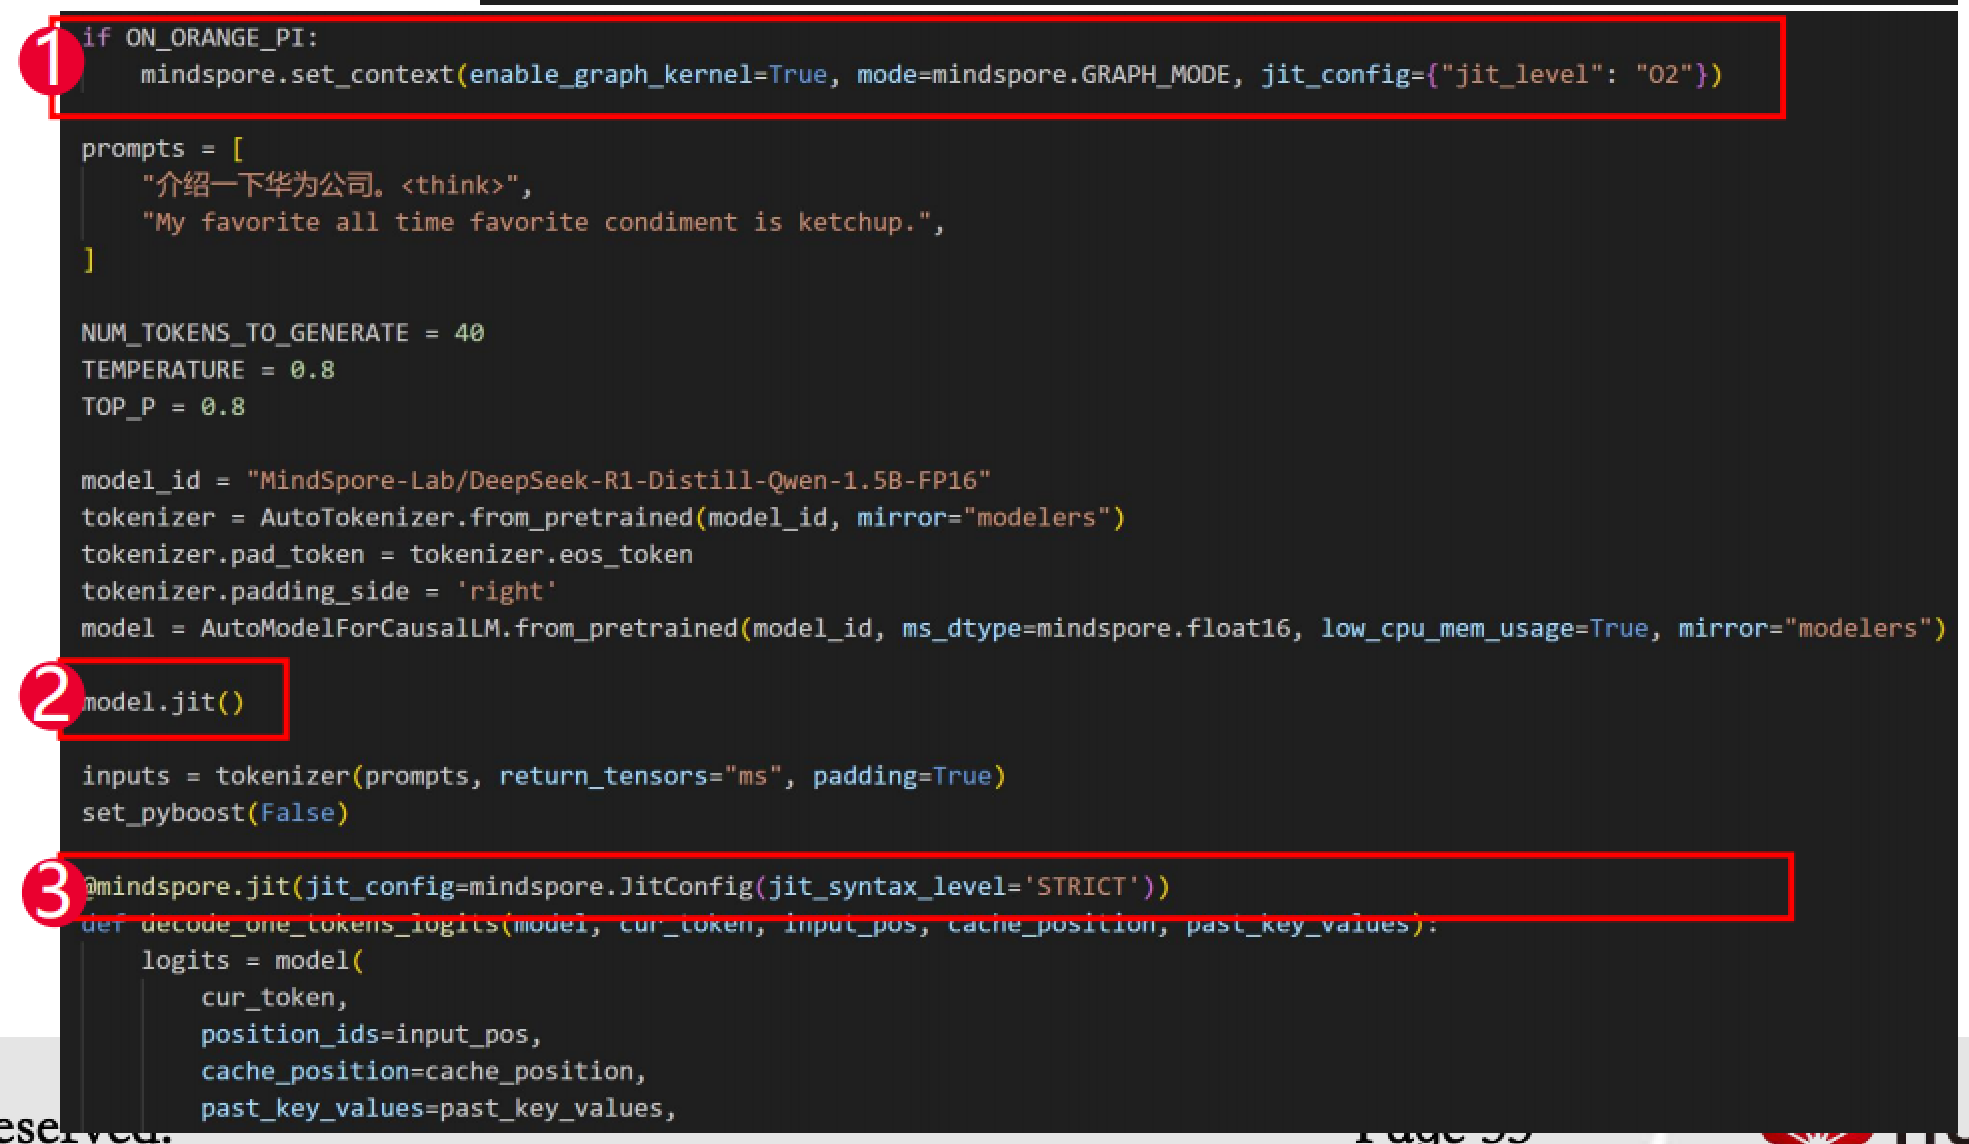 1
if ON_ORANGE_PI:
    mindspore.set_context(enable_graph_kernel=True, mode=mindspore.GRAPH_MODE, jit_config={"jit_level": "O2"})
prompts = [
    "介绍一下华为公司。<think>",
    "My favorite all time favorite condiment is ketchup.",
]
NUM_TOKENS_TO_GENERATE = 40
TEMPERATURE = 0.8
TOP_P = 0.8
model_id = "MindSpore-Lab/DeepSeek-R1-Distill-Qwen-1.5B-FP16"
tokenizer = AutoTokenizer.from_pretrained(model_id, mirror="modelers")
tokenizer.pad_token = tokenizer.eos_token
tokenizer.padding_side = 'right'
model = AutoModelForCausalLM.from_pretrained(model_id, ms_dtype=mindspore.float16, low_cpu_mem_usage=True, mirror="modelers")
2
model.jit()
inputs = tokenizer(prompts, return_tensors="ms", padding=True)
set_pyboost(False)
3
@mindspore.jit(jit_config=mindspore.JitConfig(jit_syntax_level='STRICT'))
def decode_one_tokens_logits(model, cur_token, input_pos, cache_position, past_key_values):
    logits = model(
        cur_token,
        position_ids=input_pos,
        cache_position=cache_position,
        past_key_values=past_key_values,